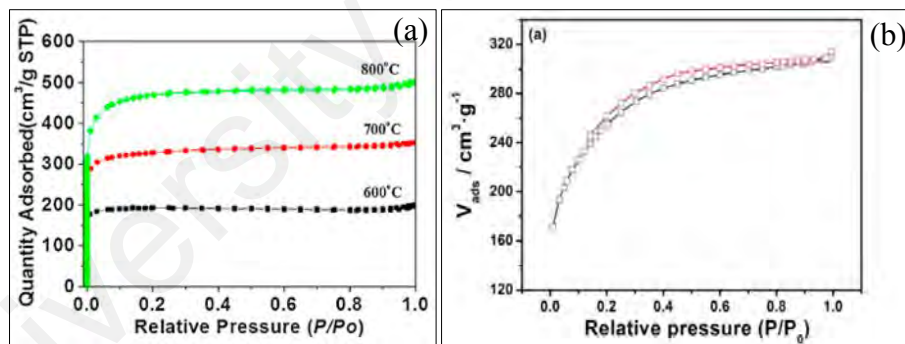 (a)
600
500
400
300
200
100
0
800°C
700°C
600°C
0.0 0.2 0.4 0.6 0.8 1.0
Quantity Adsorbed(cm³/g STP)
Relative Pressure (P/Po)
(a)
(b)
320
280
240
200
160
120
0.0 0.2 0.4 0.6 0.8 1.0
V_ads / cm³·g⁻¹
Relative pressure (P/P₀)
versity